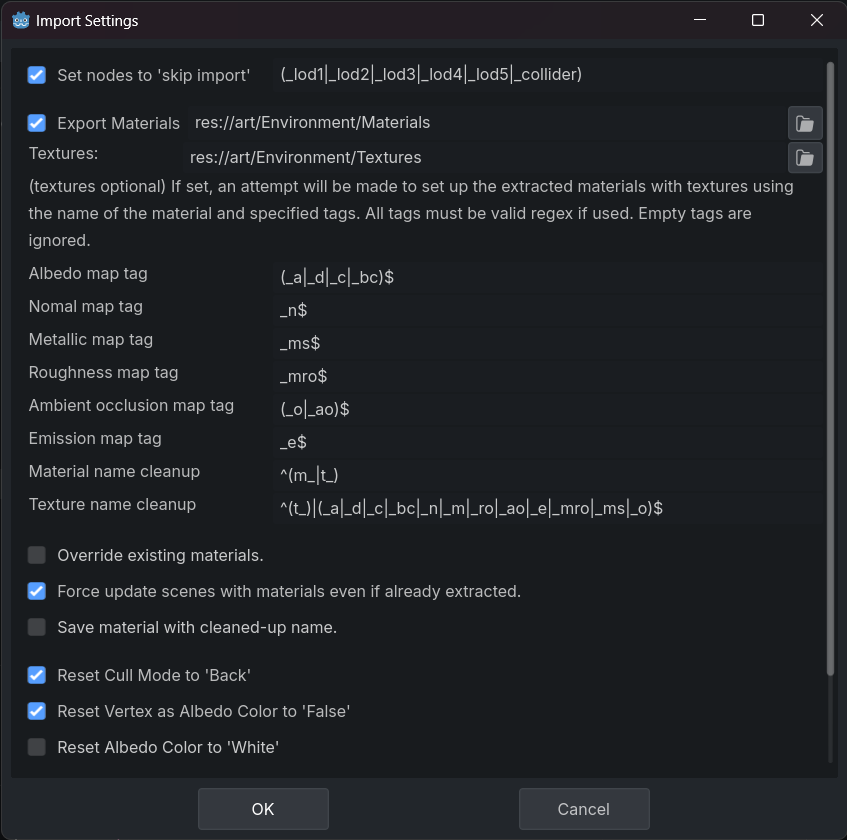 Import Settings
Set nodes to 'skip import' (_lod1|_lod2|_lod3|_lod4|_lod5|_collider)
Export Materials res://art/Environment/Materials
Textures: res://art/Environment/Textures
(textures optional) If set, an attempt will be made to set up the extracted materials with textures using
the name of the material and specified tags. All tags must be valid regex if used. Empty tags are
ignored.
Albedo map tag (_a|_d|_c|_bc)$
Nomal map tag _n$
Metallic map tag _ms$
Roughness map tag _mro$
Ambient occlusion map tag (_o|_ao)$
Emission map tag _e$
Material name cleanup ^(m_|t_)
Texture name cleanup ^(t_)|(_a|_d|_c|_bc|_n|_m|_ro|_ao|_e|_mro|_ms|_o)$
Override existing materials.
Force update scenes with materials even if already extracted.
Save material with cleaned-up name.
Reset Cull Mode to 'Back'
Reset Vertex as Albedo Color to 'False'
Reset Albedo Color to 'White'
OK Cancel